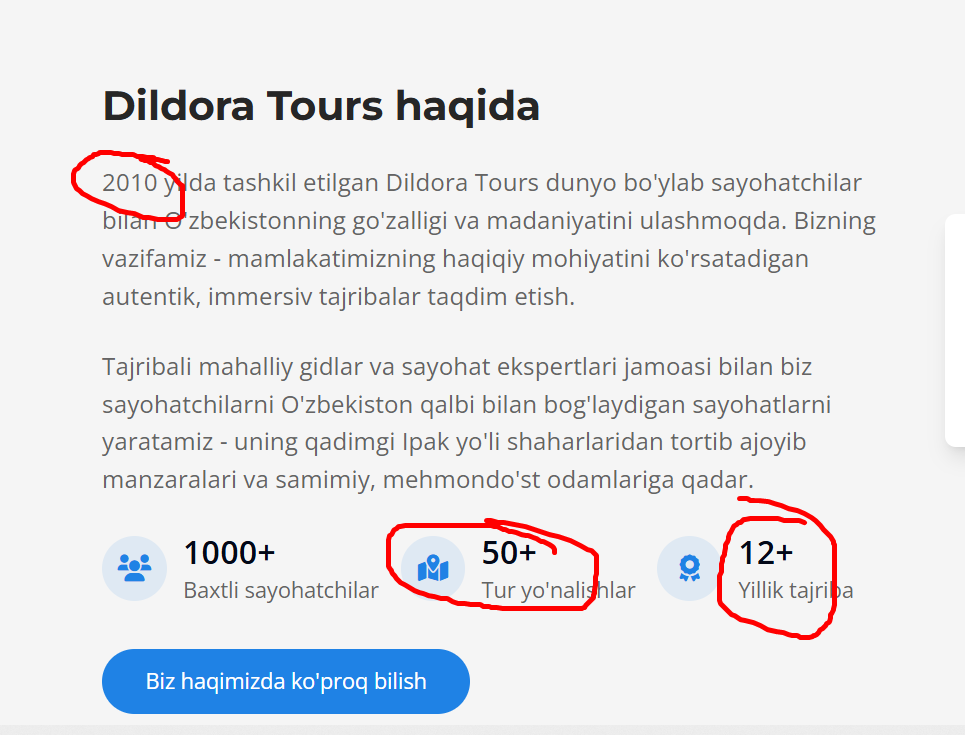 Dildora Tours haqida
2010 yilda tashkil etilgan Dildora Tours dunyo bo'ylab sayohatchilar
bilan O'zbekistonning go'zalligi va madaniyatini ulashmoqda. Bizning
vazifamiz - mamlakatimizning haqiqiy mohiyatini ko'rsatadigan
autentik, immersiv tajribalar taqdim etish.
Tajribali mahalliy gidlar va sayohat ekspertlari jamoasi bilan biz
sayohatchilarni O'zbekiston qalbi bilan bog'laydigan sayohatlarni
yaratamiz - uning qadimgi Ipak yo'li shaharlaridan tortib ajoyib
manzaralari va samimiy, mehmondo'st odamlariga qadar.
1000+
Baxtli sayohatchilar
50+
Tur yo'nalishlar
12+
Yillik tajriba
Biz haqimizda ko'proq bilish